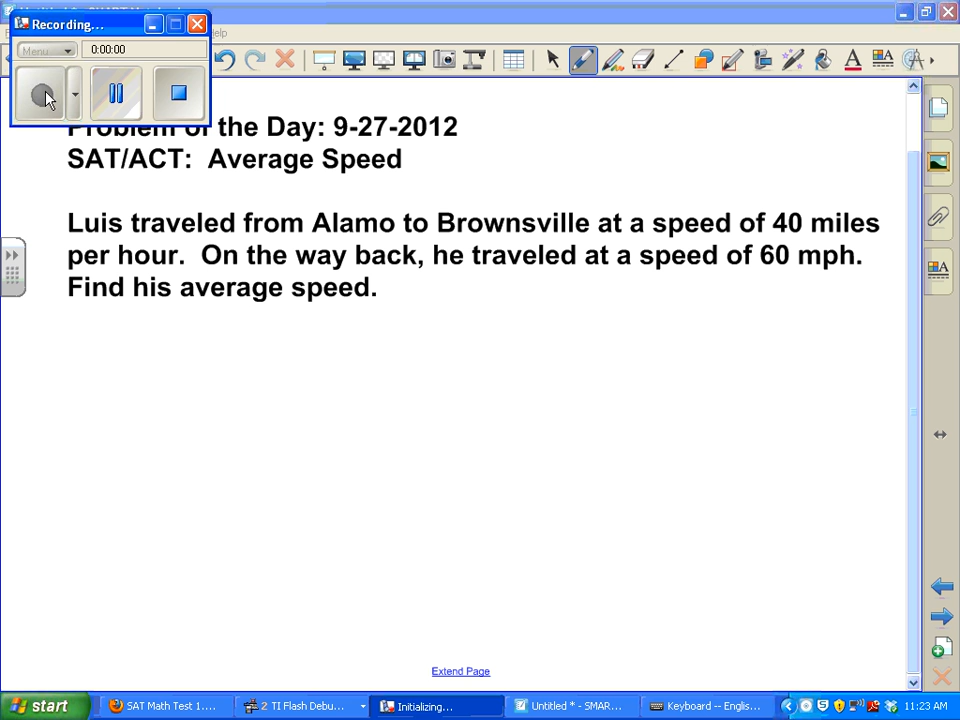 Recording...
Menu
0:00:00
Help
Problem of the Day: 9-27-2012
SAT/ACT: Average Speed
Luis traveled from Alamo to Brownsville at a speed of 40 miles
per hour. On the way back, he traveled at a speed of 60 mph.
Find his average speed.
Extend Page
start
SAT Math Test 1....
2 TI Flash Debu...
Initializing...
Untitled * - SMAR...
Keyboard -- Englis...
11:23 AM